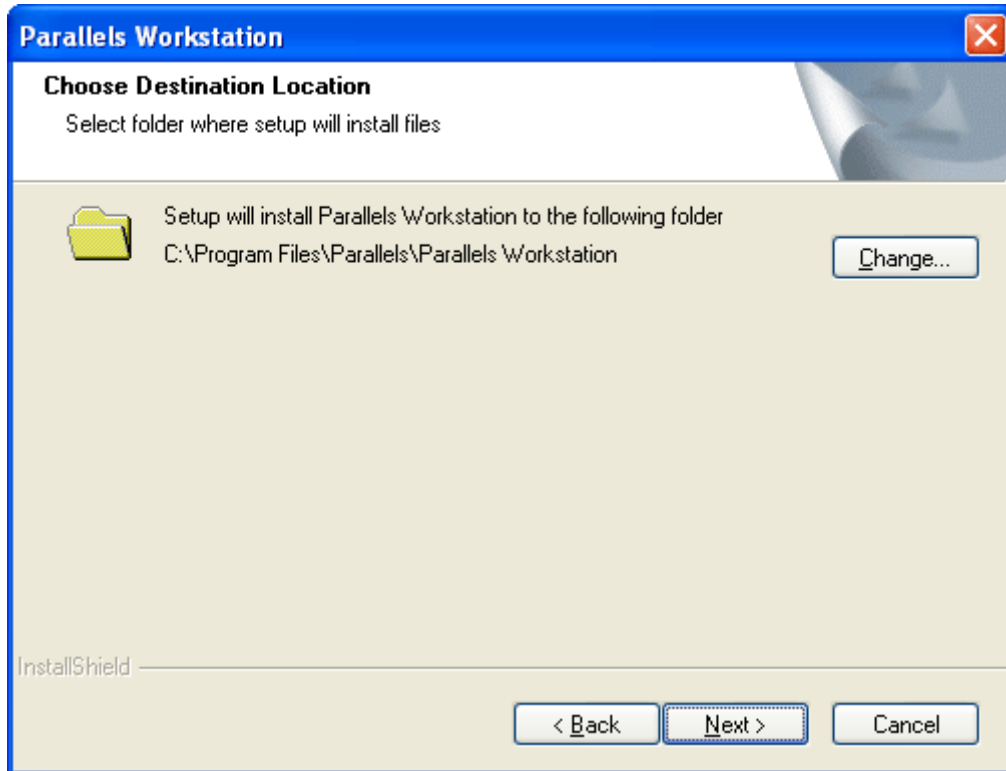 Parallels Workstation
Choose Destination Location
Select folder where setup will install files
Setup will install Parallels Workstation to the following folder
C:\Program Files\Parallels\Parallels Workstation
Change...
InstallShield
< Back
Next >
Cancel